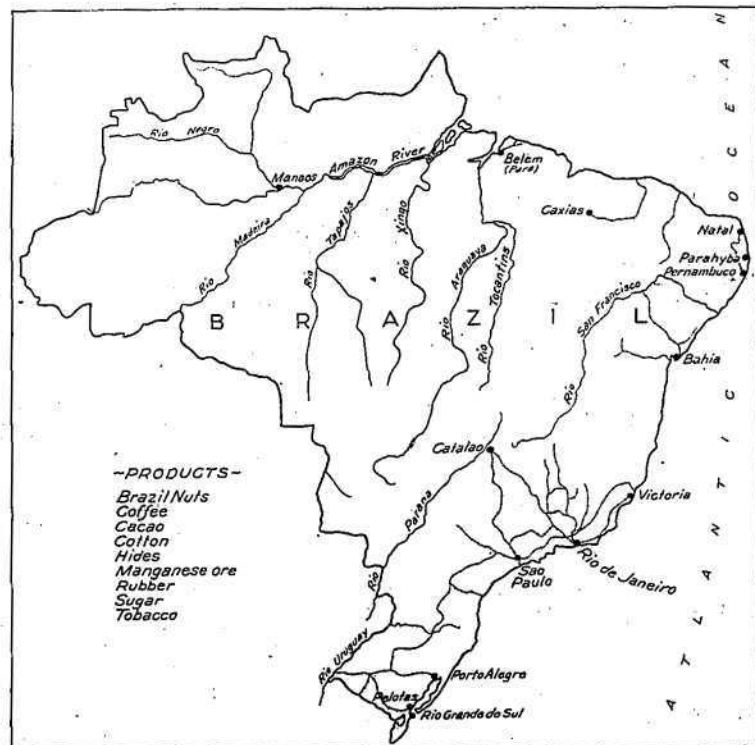 Rio Negro
Manaos
Amazon River
Belem
(Para)
Caxias
Natal
Parahyba
Pernambuco
Rio Madeira
Rio Tapajos
Rio Xingo
Rio Araguaya
Rio Tocantins
Rio San Francisco
BRAZIL
Bahia
Catalao
Victoria
Rio de Janeiro
Sao
Paulo
Rio Parana
Rio Uruguay
Porto Alegre
Pelotas
Rio Grande do Sul
ATLANTIC OCEAN
~PRODUCTS~
Brazil Nuts
Coffee
Cacao
Cotton
Hides
Manganese ore
Rubber
Sugar
Tobacco